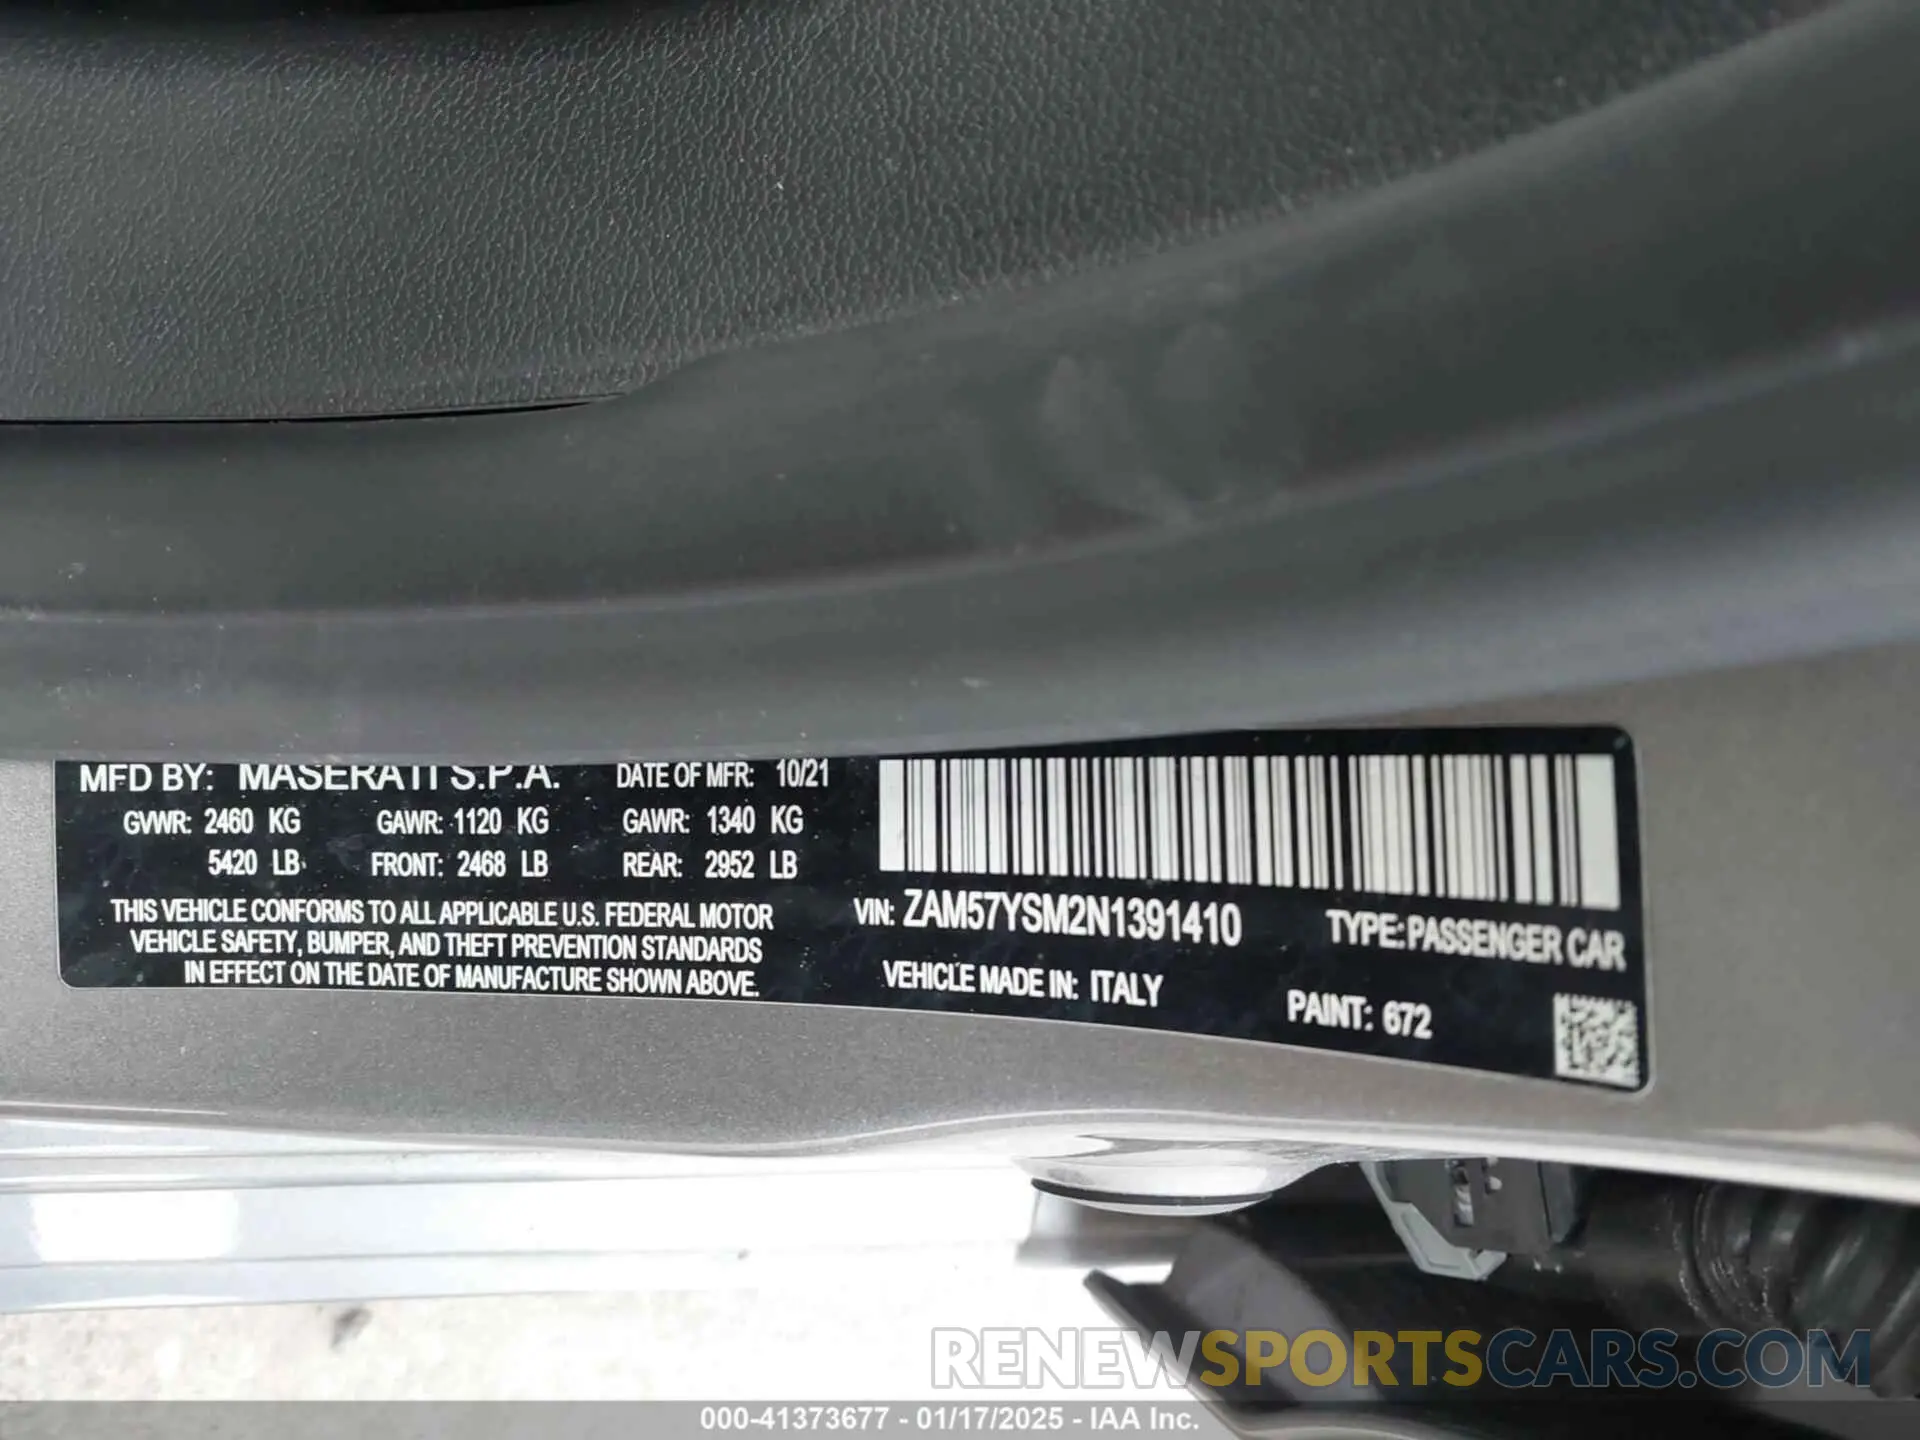 MFD BY: MASERATI S.P.A. DATE OF MFR: 10/21
GVWR: 2460 KG GAWR: 1120 KG GAWR: 1340 KG
5420 LB FRONT: 2468 LB REAR: 2952 LB
THIS VEHICLE CONFORMS TO ALL APPLICABLE U.S. FEDERAL MOTOR
VEHICLE SAFETY, BUMPER, AND THEFT PREVENTION STANDARDS
IN EFFECT ON THE DATE OF MANUFACTURE SHOWN ABOVE.
VIN: ZAM57YSM2N1391410 TYPE: PASSENGER CAR
VEHICLE MADE IN: ITALY
PAINT: 672
RENEWSPORTSCARS.COM
000-41373677 - 01/17/2025 - IAA Inc.